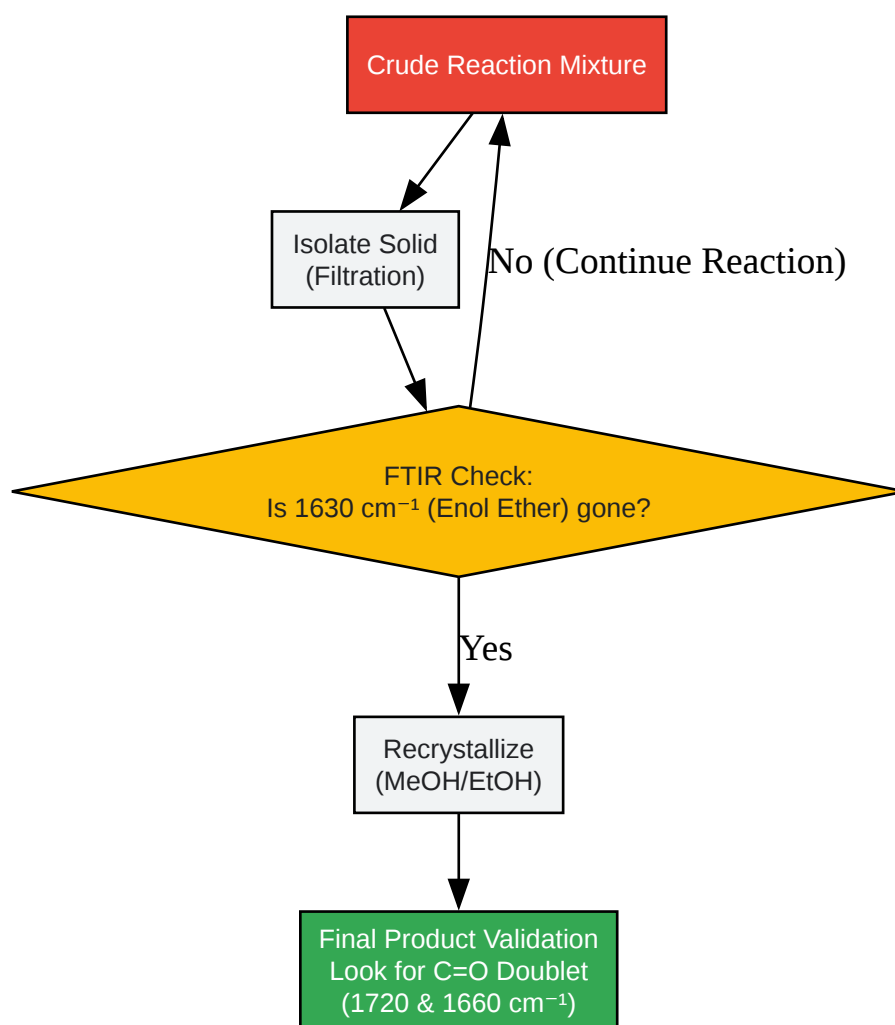 Crude Reaction Mixture
Isolate Solid
(Filtration)
No (Continue Reaction)
FTIR Check:
Is 1630 cm⁻¹ (Enol Ether) gone?
Yes
Recrystallize
(MeOH/EtOH)
Final Product Validation
Look for C=O Doublet
(1720 & 1660 cm⁻¹)